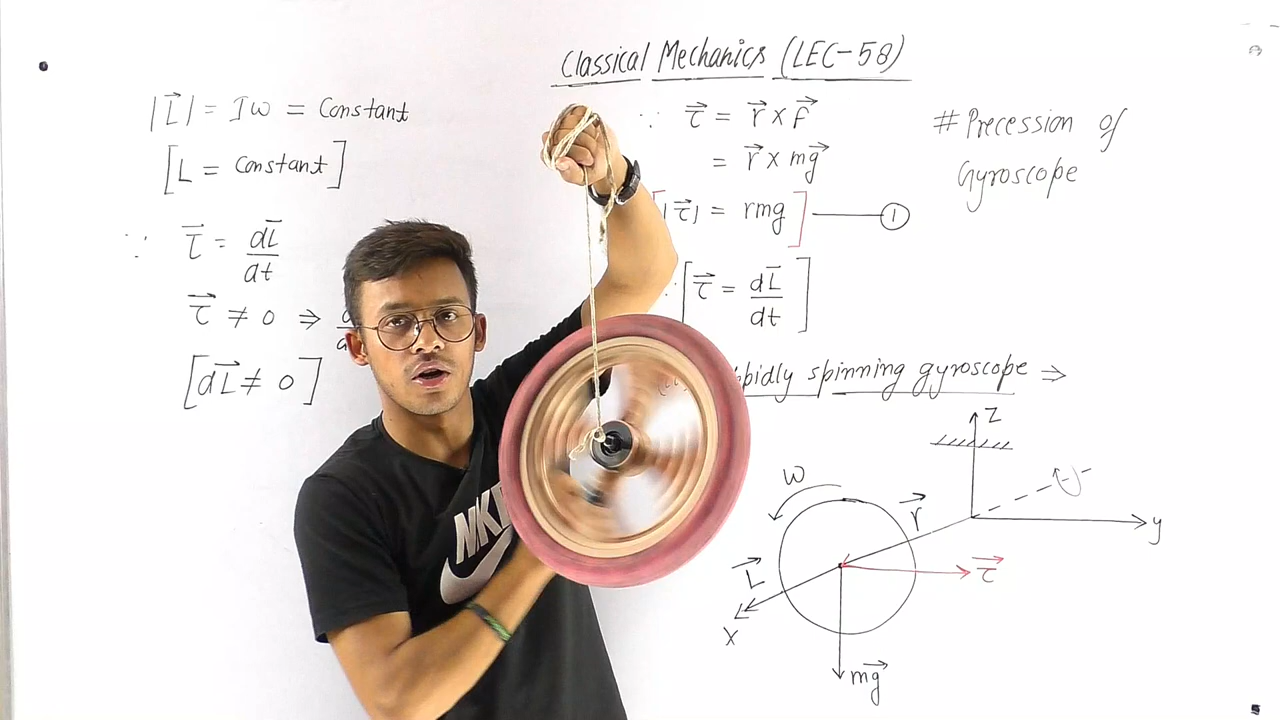 Classical Mechanics (LEC-58)
|L⃗| = Iω = Constant
[L = Constant]
∵ τ⃗ = dL̄/dt
τ⃗ ≠ 0 ⇒
[dL⃗ ≠ 0]
∵ τ⃗ = r⃗ × F⃗
= r⃗ × mg⃗
[|τ⃗| = rmg] — ①
[τ⃗ = dL̄/dt]
spinning gyroscope ⇒
# Precession of
Gyroscope
Z
ω
r⃗
y
L⃗
τ⃗
X
mg⃗
NIKE